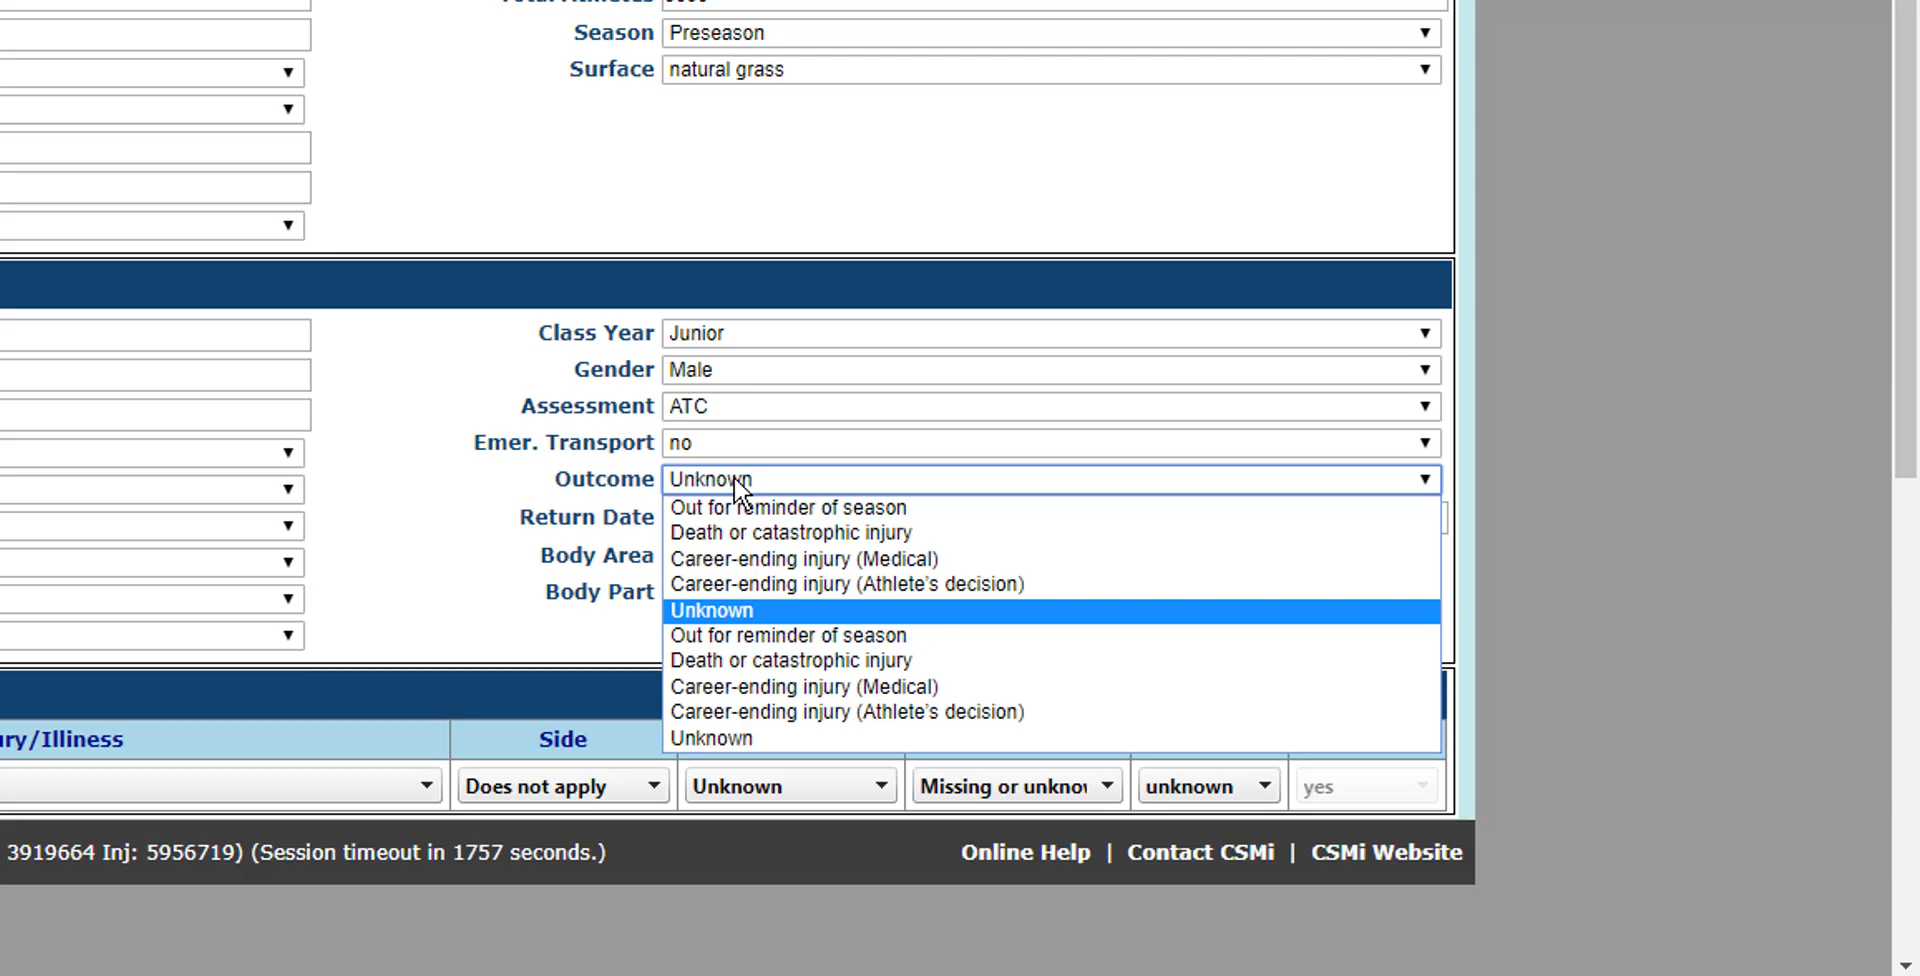 Season Preseason
Surface natural grass
Class Year Junior
Gender Male
Assessment ATC
Emer. Transport no
Outcome Unknown
Out for reminder of season
Return Date
Death or catastrophic injury
Body Area
Career-ending injury (Medical)
Body Part
Career-ending injury (Athlete's decision)
Unknown
Out for reminder of season
Death or catastrophic injury
Career-ending injury (Medical)
Career-ending injury (Athlete's decision)
Unknown
ry/Illiness Side
Does not apply Unknown Missing or unknov unknown yes
3919664 Inj: 5956719) (Session timeout in 1757 seconds.) Online Help | Contact CSMi | CSMi Website